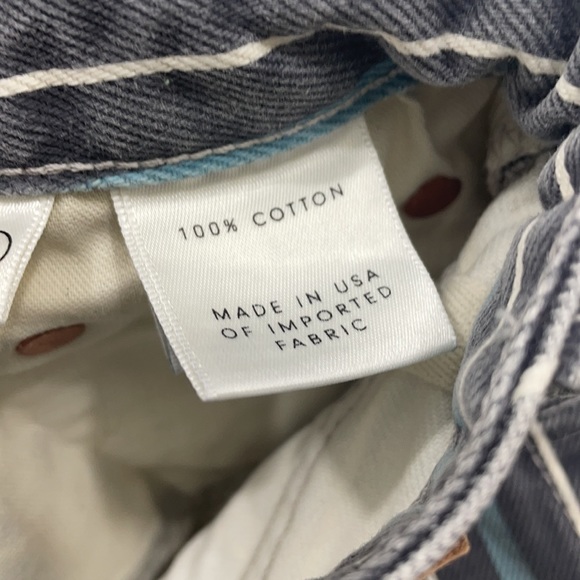 100% COTTON
MADE IN USA
OF IMPORTED
FABRIC